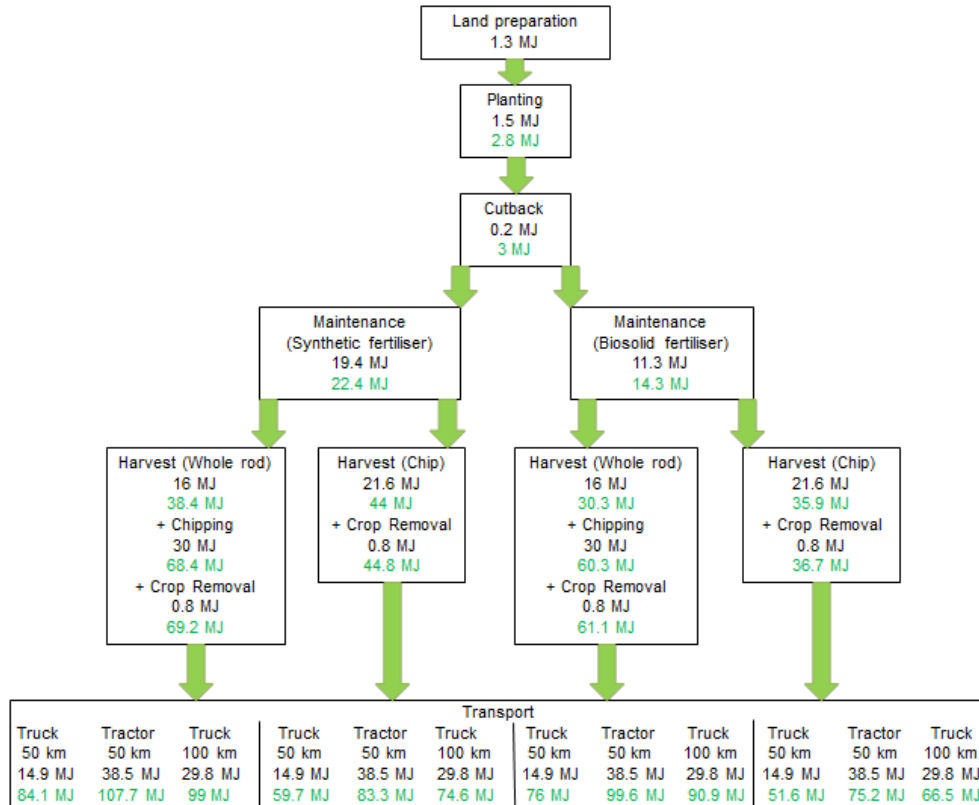 Land preparation
1.3 MJ
Planting
1.5 MJ
2.8 MJ
Cutback
0.2 MJ
3 MJ
Maintenance
(Synthetic fertiliser)
19.4 MJ
22.4 MJ
Maintenance
(Biosolid fertiliser)
11.3 MJ
14.3 MJ
Harvest (Whole rod)
16 MJ
38.4 MJ
+ Chipping
30 MJ
68.4 MJ
+ Crop Removal
0.8 MJ
69.2 MJ
Harvest (Chip)
21.6 MJ
44 MJ
+ Crop Removal
0.8 MJ
44.8 MJ
Harvest (Whole rod)
16 MJ
30.3 MJ
+ Chipping
30 MJ
60.3 MJ
+ Crop Removal
0.8 MJ
61.1 MJ
Harvest (Chip)
21.6 MJ
35.9 MJ
+ Crop Removal
0.8 MJ
36.7 MJ
Transport
Truck Tractor Truck Truck Tractor Truck Truck Tractor Truck Truck Tractor Truck
50 km 50 km 100 km 50 km 50 km 100 km 50 km 50 km 100 km 50 km 50 km 100 km
14.9 MJ 38.5 MJ 29.8 MJ 14.9 MJ 38.5 MJ 29.8 MJ 14.9 MJ 38.5 MJ 29.8 MJ 14.9 MJ 38.5 MJ 29.8 MJ
84.1 MJ 107.7 MJ 99 MJ 59.7 MJ 83.3 MJ 74.6 MJ 76 MJ 99.6 MJ 90.9 MJ 51.6 MJ 75.2 MJ 66.5 MJ